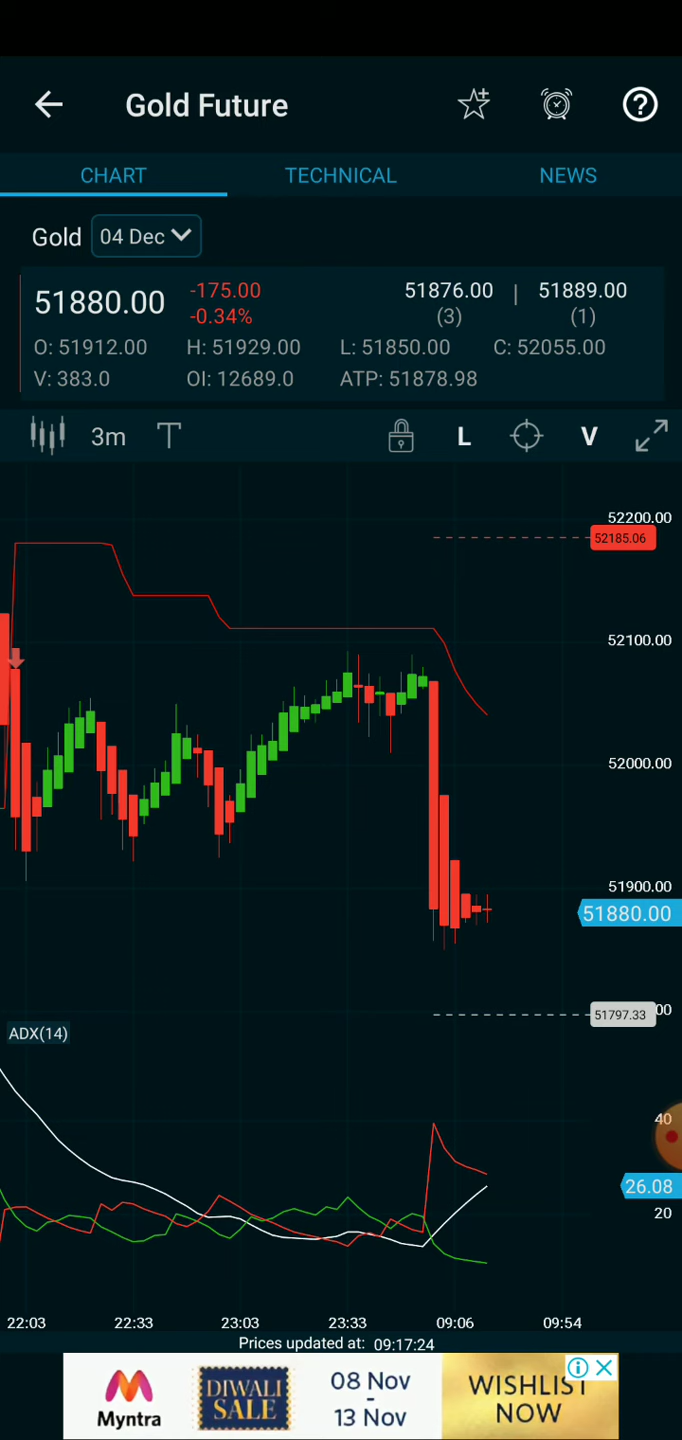 Gold Future
CHART TECHNICAL NEWS
Gold 04 Dec
51880.00 -175.00 51876.00 | 51889.00
-0.34% (3) (1)
O: 51912.00 H: 51929.00 L: 51850.00 C: 52055.00
V: 383.0 OI: 12689.0 ATP: 51878.98
3m T L V
52200.00
52185.06
52100.00
52000.00
51900.00
51880.00
51797.33 00
ADX(14)
40
26.08
20
22:03 22:33 23:03 23:33 09:06 09:54
Prices updated at: 09:17:24
Myntra
DIWALI
SALE
08 Nov
-
13 Nov
WISHLIST
NOW